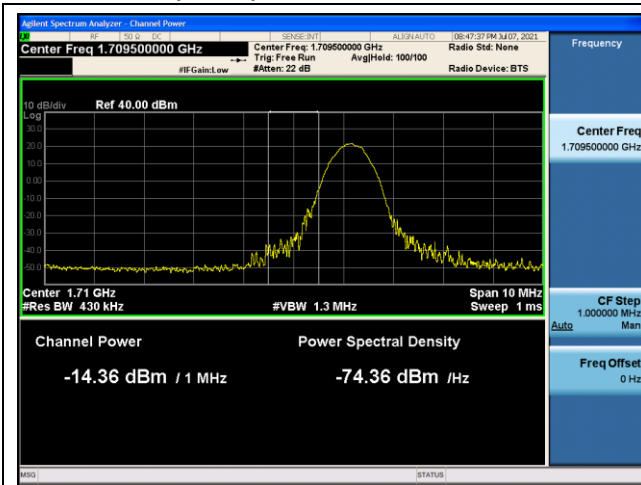 Agilent Spectrum Analyzer - Channel Power
RF 50 Ω DC SENSE:INT ALIGN AUTO 08:47:37 PM Jul 07, 2021
Center Freq 1.709500000 GHz
Center Freq: 1.709500000 GHz
Radio Std: None
Trig: Free Run Avg|Hold: 100/100
#IFGain:Low #Atten: 22 dB Radio Device: BTS
10 dB/div Ref 40.00 dBm
Log
30.0
20.0
10.0
0.00
-10.0
-20.0
-30.0
-40.0
-50.0
Center 1.71 GHz Span 10 MHz
#Res BW 430 kHz #VBW 1.3 MHz Sweep 1 ms
Channel Power Power Spectral Density
-14.36 dBm / 1 MHz -74.36 dBm /Hz
MSG STATUS
Frequency
Center Freq
1.709500000 GHz
CF Step
1.000000 MHz
Auto Man
Freq Offset
0 Hz